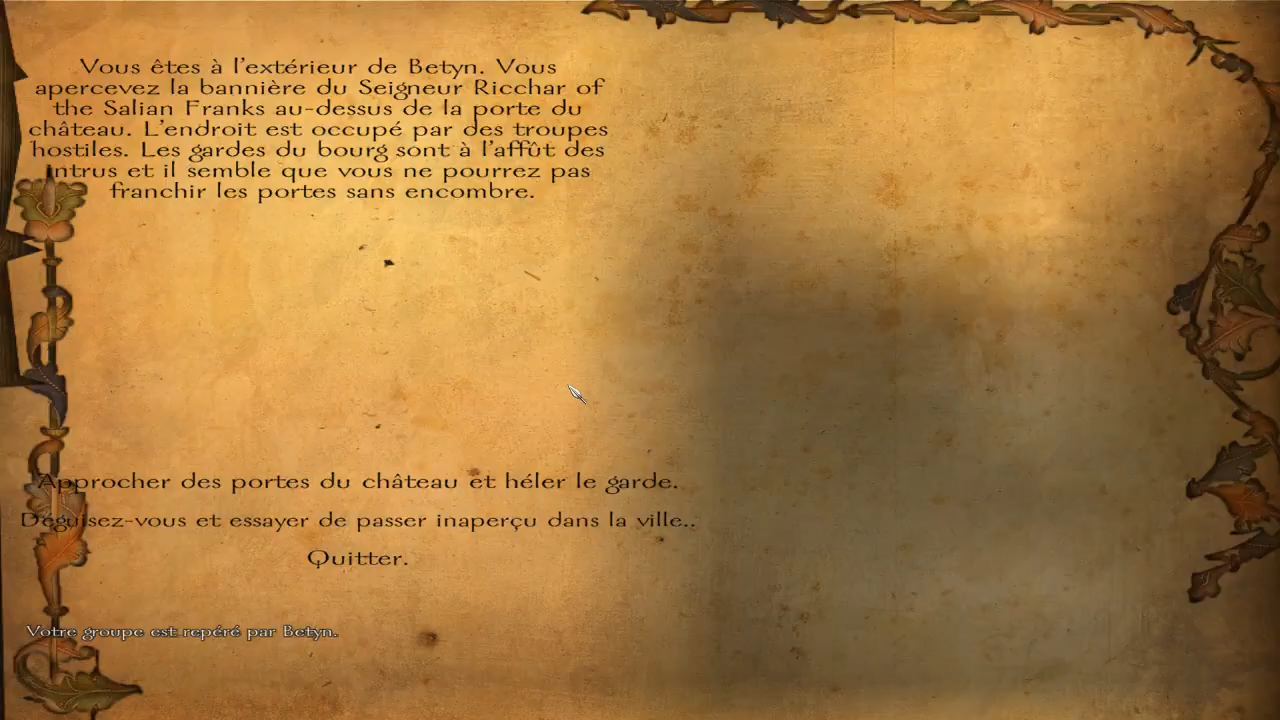 Vous êtes à l'extérieur de Betyn. Vous
apercevez la bannière du Seigneur Ricchar of
the Salian Franks au-dessus de la porte du
château. L'endroit est occupé par des troupes
hostiles. Les gardes du bourg sont à l'affût des
intrus et il semble que vous ne pourrez pas
franchir les portes sans encombre.
Approcher des portes du château et héler le garde.
Déguisez-vous et essayer de passer inaperçu dans la ville..
Quitter.
Votre groupe est repéré par Betyn.